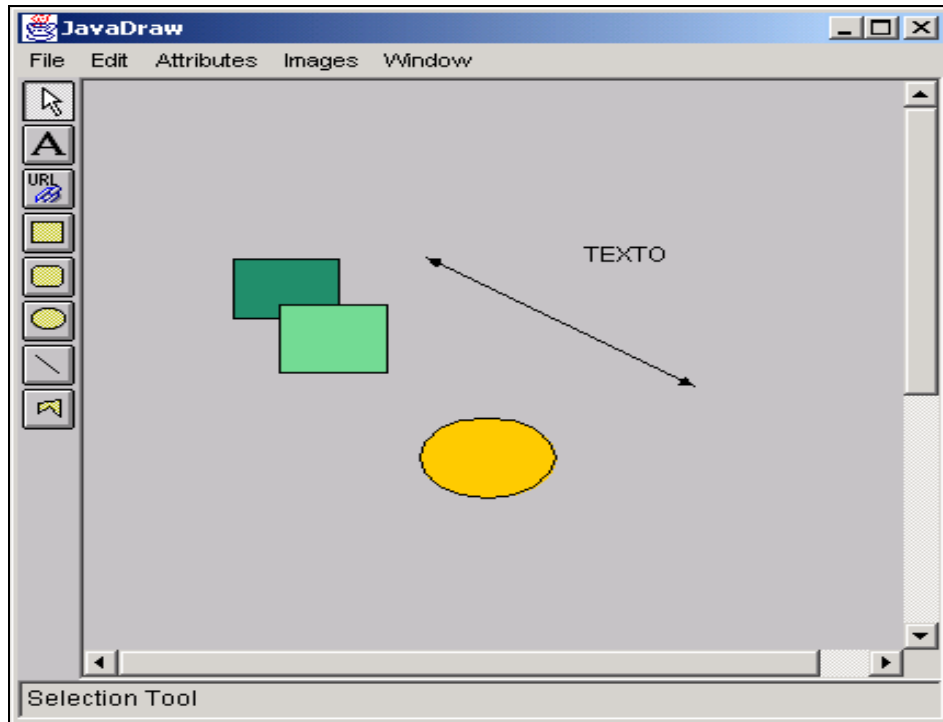 JavaDraw
File Edit Attributes Images Window
A
URL
TEXTO
Selection Tool